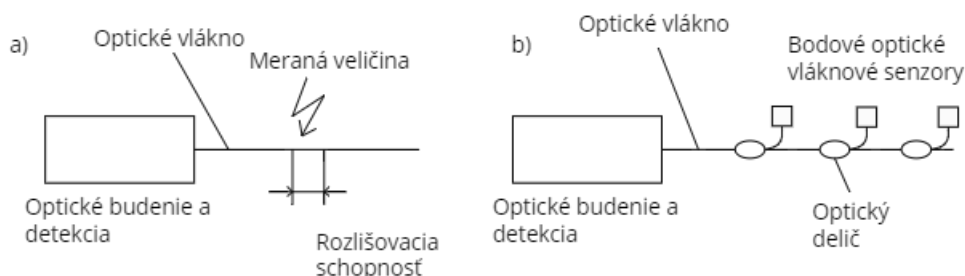 a)
Optické vlákno
Meraná veličina
Optické budenie a
detekcia
Rozlišovacia
schopnosť
b)
Optické vlákno
Bodové optické
vláknové senzory
Optické budenie a
detekcia
Optický
delič